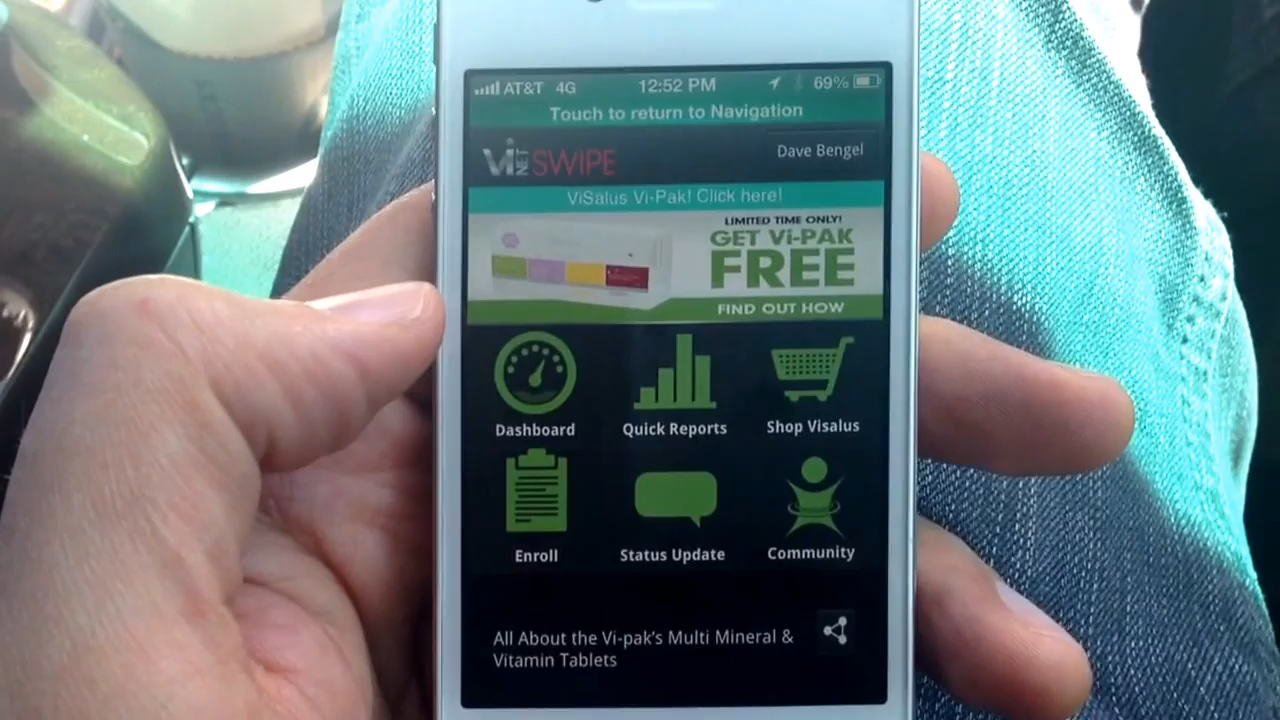 AT&T 4G 12:52 PM 69%
Touch to return to Navigation
Vi NET SWIPE
Dave Bengel
ViSalus Vi-Pak! Click here!
LIMITED TIME ONLY!
GET Vi-PAK
FREE
FIND OUT HOW
Dashboard Quick Reports Shop Visalus
Enroll Status Update Community
All About the Vi-pak's Multi Mineral &
Vitamin Tablets